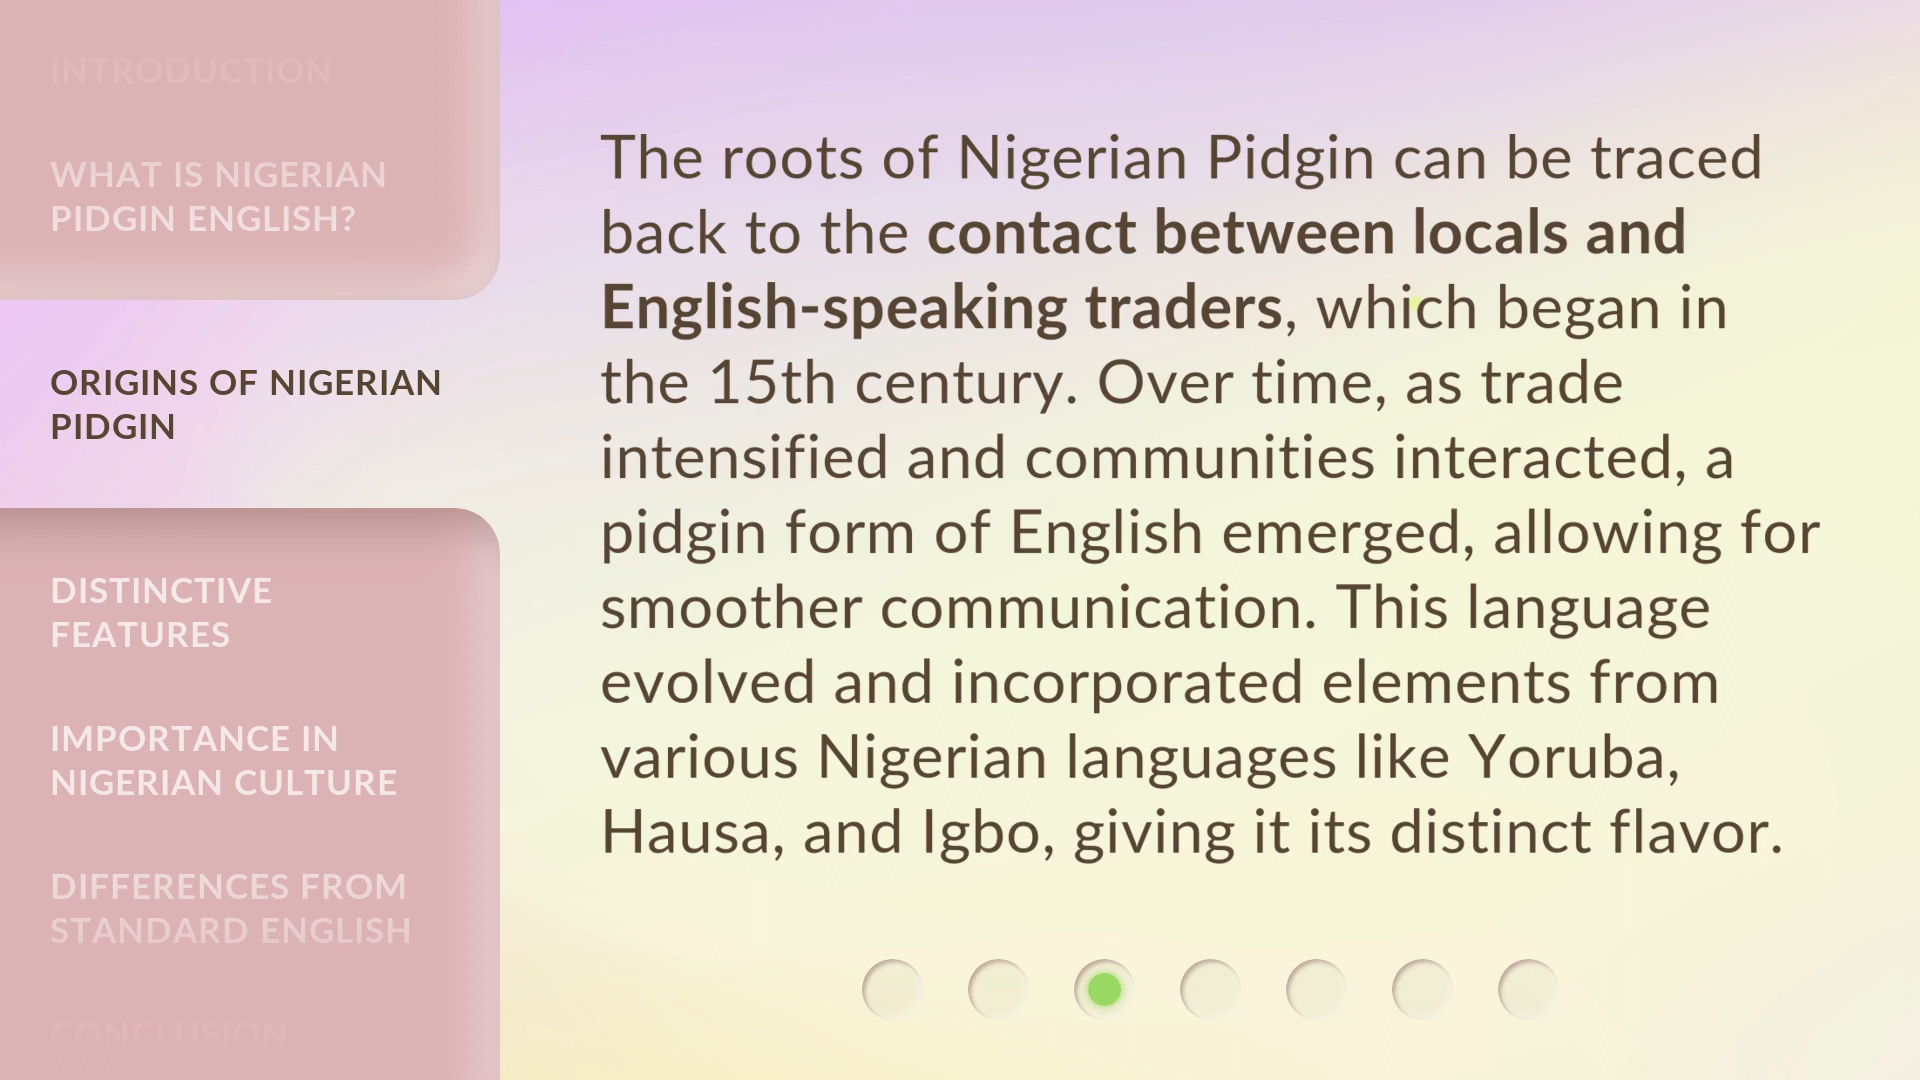 INTRODUCTION
WHAT IS NIGERIAN
PIDGIN ENGLISH?
ORIGINS OF NIGERIAN
PIDGIN
DISTINCTIVE
FEATURES
IMPORTANCE IN
NIGERIAN CULTURE
DIFFERENCES FROM
STANDARD ENGLISH
CONCLUSION
The roots of Nigerian Pidgin can be traced
back to the contact between locals and
English-speaking traders, which began in
the 15th century. Over time, as trade
intensified and communities interacted, a
pidgin form of English emerged, allowing for
smoother communication. This language
evolved and incorporated elements from
various Nigerian languages like Yoruba,
Hausa, and Igbo, giving it its distinct flavor.